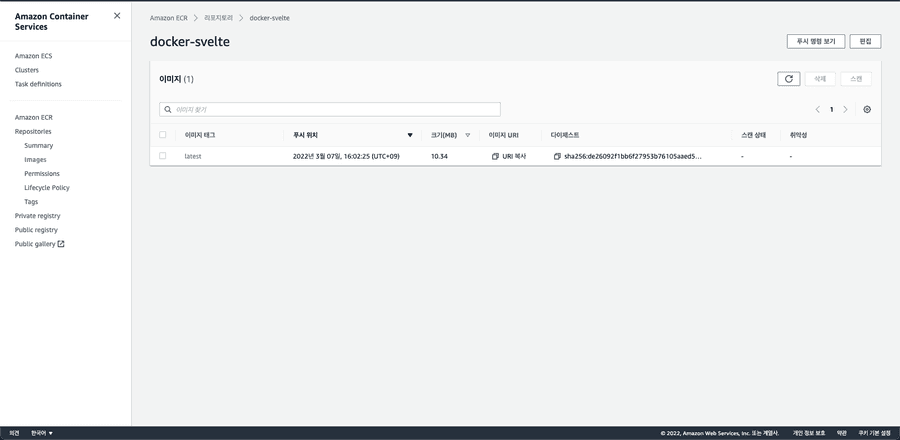 Amazon Container
Services
Amazon ECS
Clusters
Task definitions
Amazon ECR
Repositories
Summary
Images
Permissions
Lifecycle Policy
Tags
Private registry
Public registry
Public gallery
Amazon ECR 리포지토리 docker-svelte
docker-svelte
푸시 명령 보기 편집
이미지 (1)
삭제 스캔
이미지 찾기
1
이미지 태그 푸시 위치 크기(MB) 이미지 URI 다이제스트 스캔 상태 취약성
latest 2022년 3월 07일, 16:02:25 (UTC+09) 10.34 URI 복사 sha256:de26092f1bb6f27953b76105aaed5... - -
의견 한국어 © 2022, Amazon Web Services, Inc. 또는 계열사. 개인 정보 보호 약관 쿠키 기본 설정